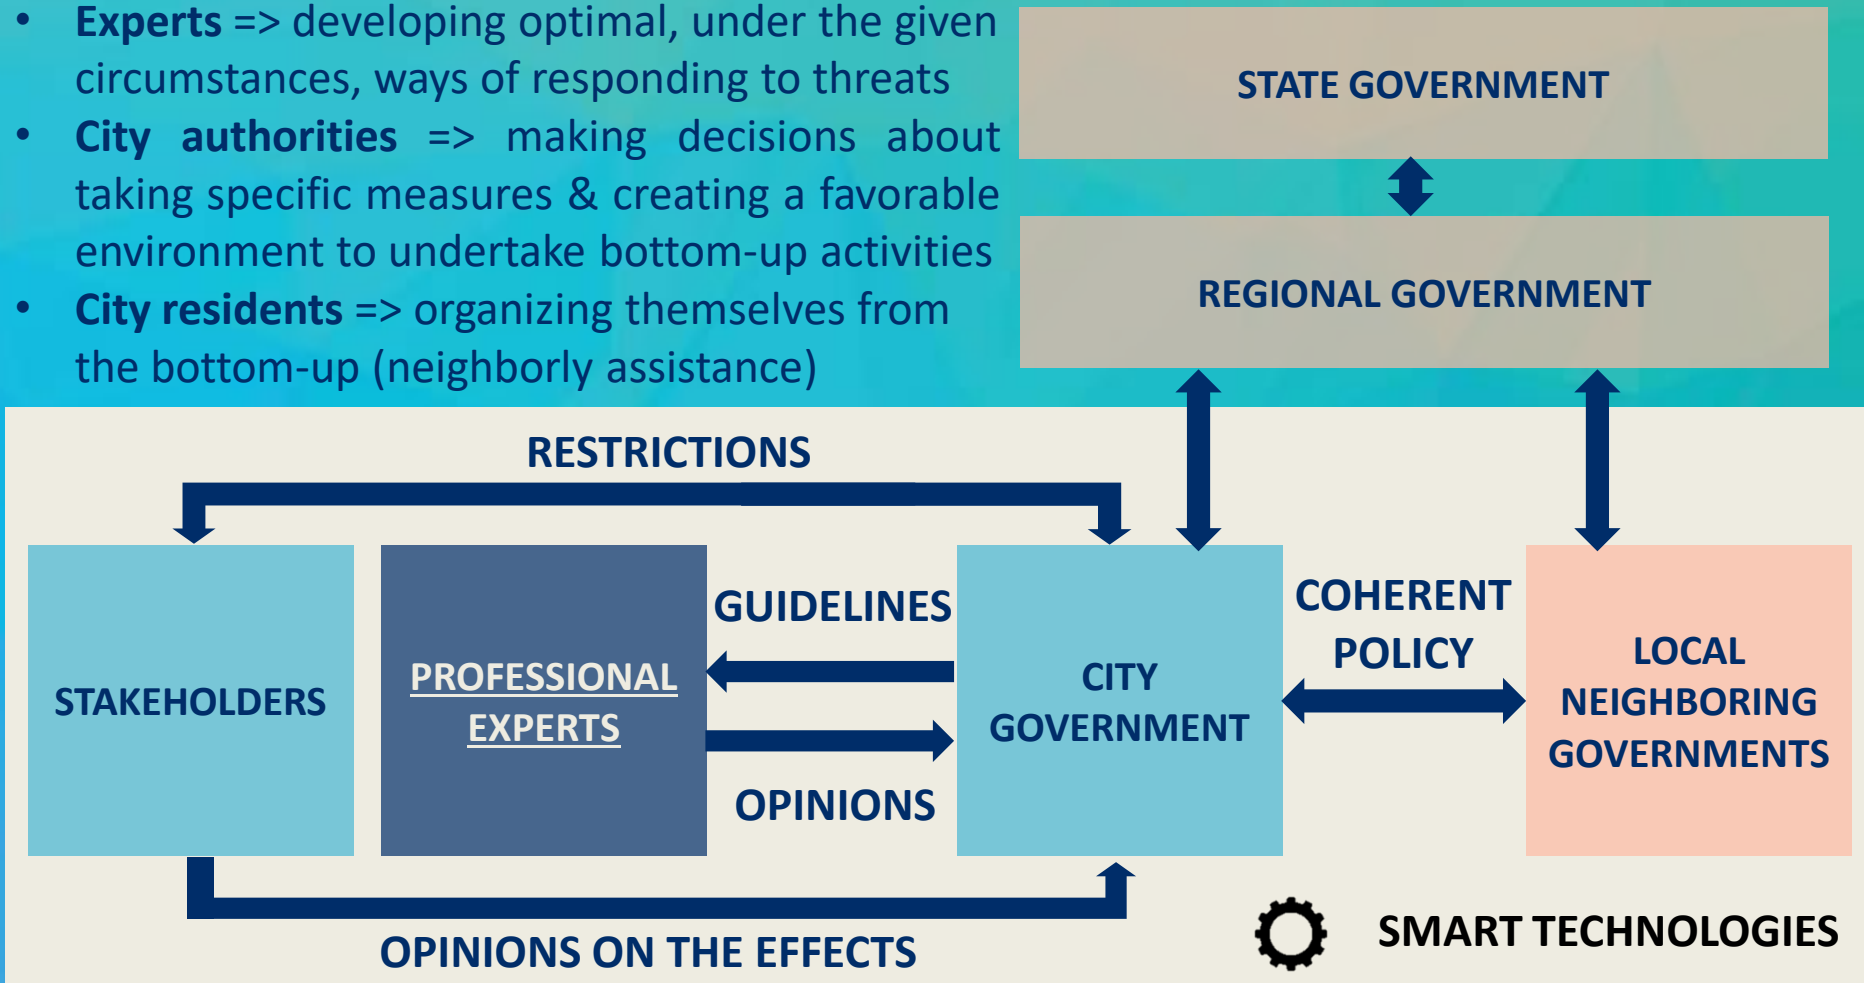 • Experts => developing optimal, under the given
circumstances, ways of responding to threats
• City authorities => making decisions about
taking specific measures & creating a favorable
environment to undertake bottom-up activities
• City residents => organizing themselves from
the bottom-up (neighborly assistance)
STATE GOVERNMENT
REGIONAL GOVERNMENT
RESTRICTIONS
STAKEHOLDERS
PROFESSIONAL
EXPERTS
GUIDELINES
OPINIONS
CITY
GOVERNMENT
COHERENT
POLICY
LOCAL
NEIGHBORING
GOVERNMENTS
OPINIONS ON THE EFFECTS
SMART TECHNOLOGIES